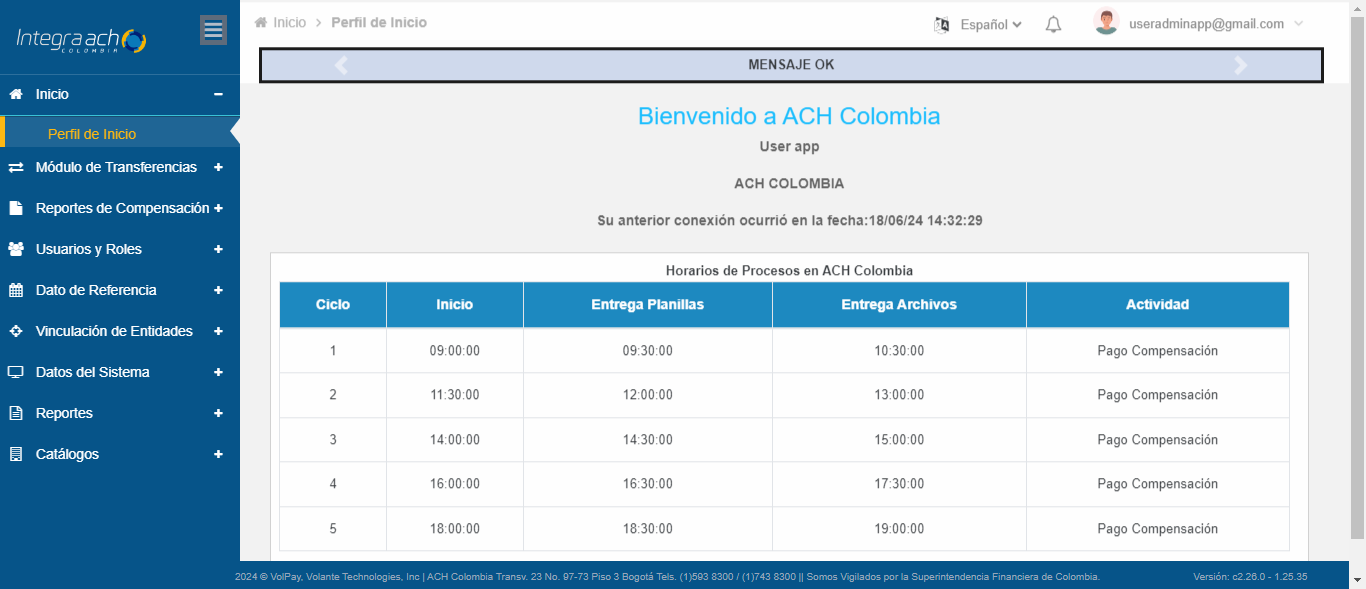 Integra ach
COLOMBIA
Inicio
Perfil de Inicio
Módulo de Transferencias
Reportes de Compensación
Usuarios y Roles
Dato de Referencia
Vinculación de Entidades
Datos del Sistema
Reportes
Catálogos
Inicio > Perfil de Inicio
Español
useradminapp@gmail.com
MENSAJE OK
Bienvenido a ACH Colombia
User app
ACH COLOMBIA
Su anterior conexión ocurrió en la fecha:18/06/24 14:32:29
Horarios de Procesos en ACH Colombia
Ciclo Inicio Entrega Planillas Entrega Archivos Actividad
1 09:00:00 09:30:00 10:30:00 Pago Compensación
2 11:30:00 12:00:00 13:00:00 Pago Compensación
3 14:00:00 14:30:00 15:00:00 Pago Compensación
4 16:00:00 16:30:00 17:30:00 Pago Compensación
5 18:00:00 18:30:00 19:00:00 Pago Compensación
2024 © VolPay, Volante Technologies, Inc | ACH Colombia Transv. 23 No. 97-73 Piso 3 Bogotá Tels. (1)593 8300 / (1)743 8300 || Somos Vigilados por la Superintendencia Financiera de Colombia. Versión: c2.26.0 - 1.25.35